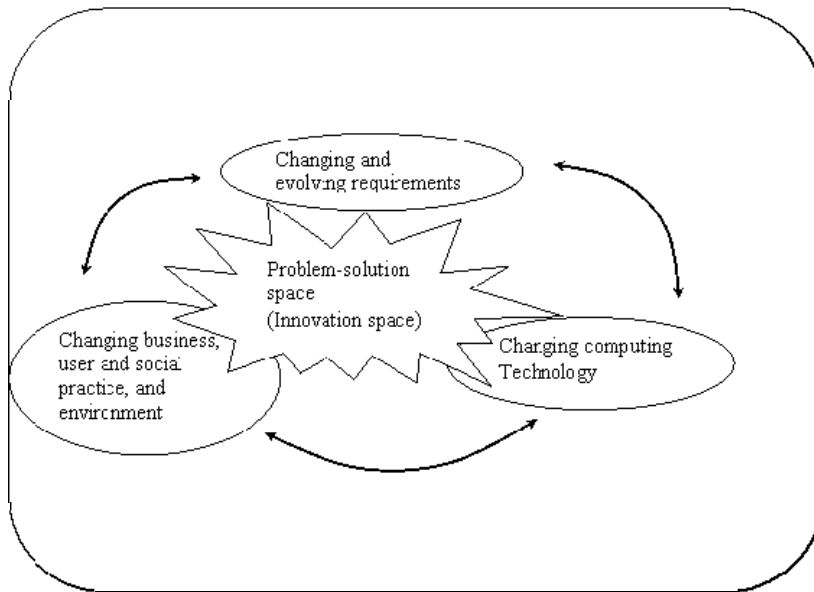 Changing and
evolving requirements
Problem-solution
space
(Innovation space)
Changing business,
user and social
practice, and
environment
Changing computing
Technology